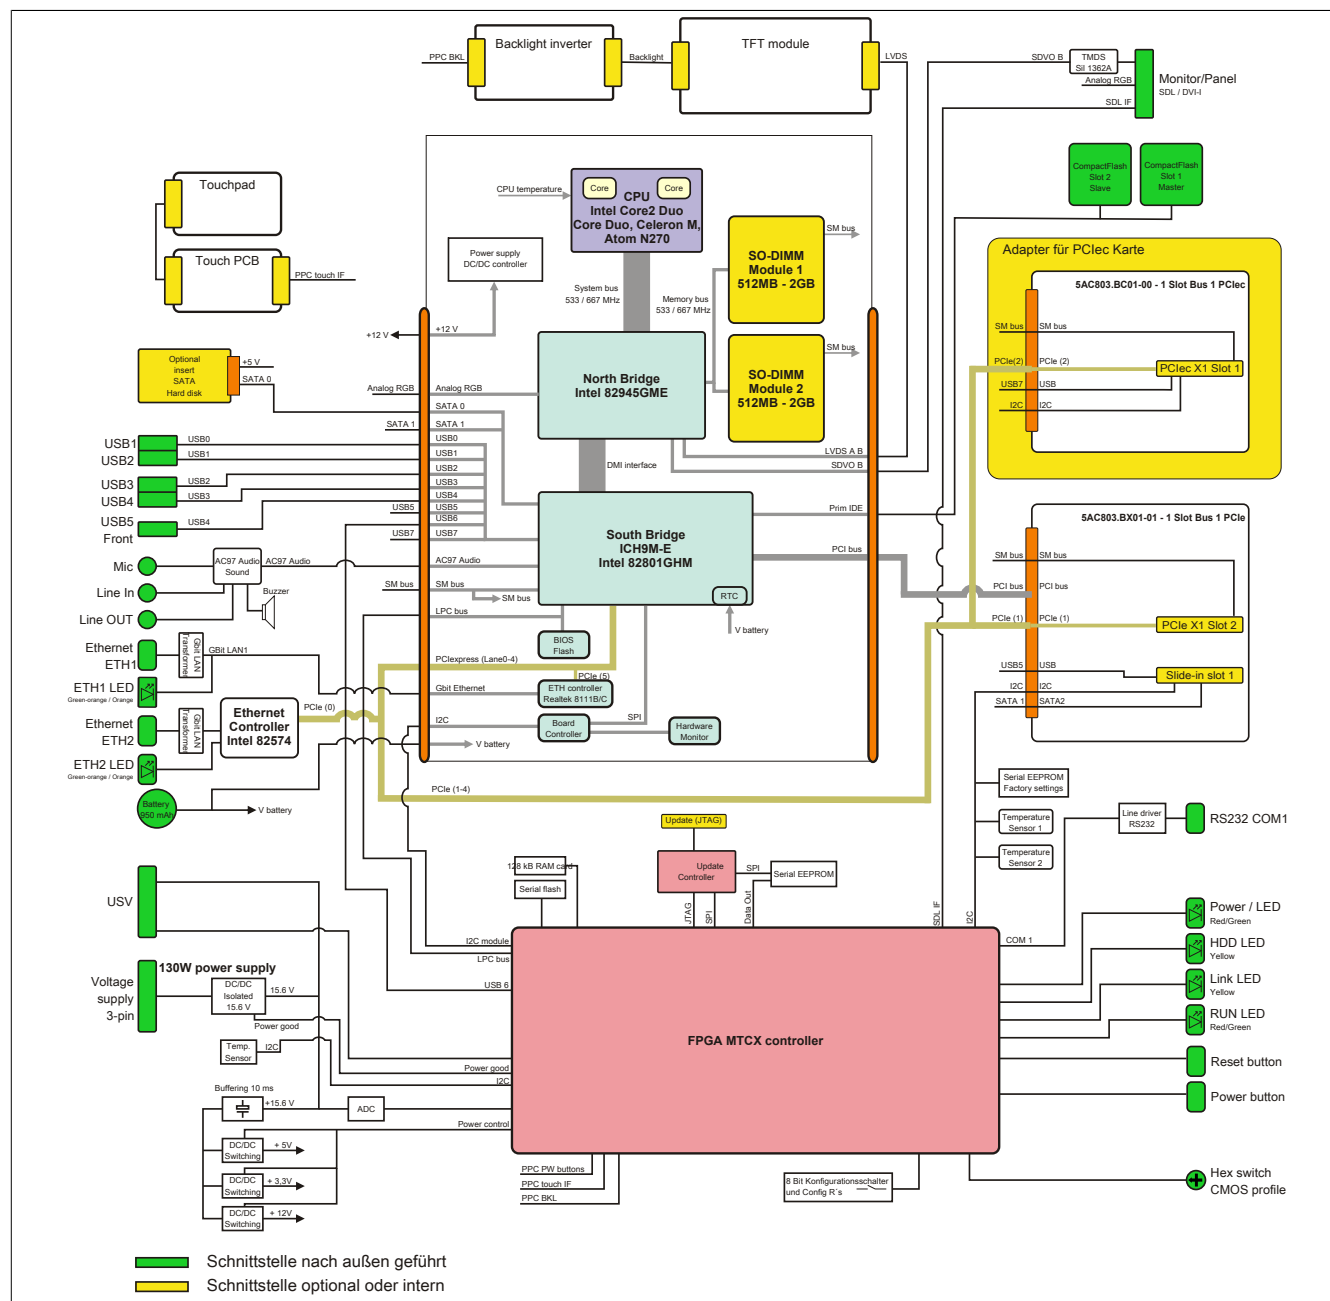 Backlight inverter
TFT module
PPC BKL
Backlight
LVDS
SDVO B
TMDS
Sil 1362A
Analog RGB
SDL IF
Monitor/Panel
SDL / DVI-I
CompactFlash
Slot 2
Slave
CompactFlash
Slot 1
Master
Touchpad
Touch PCB
PPC touch IF
CPU temperature
Core
Core
CPU
Intel Core2 Duo
Core Duo, Celeron M,
Atom N270
Power supply
DC/DC controller
System bus
533 / 667 MHz
Memory bus
533 / 667 MHz
SO-DIMM
Module 1
512MB - 2GB
SM bus
SO-DIMM
Module 2
512MB - 2GB
SM bus
Adapter für PCIec Karte
5AC803.BC01-00 - 1 Slot Bus 1 PCIec
SM bus
SM bus
PCIe(2)
PCIe (2)
PCIec X1 Slot 1
USB7
USB
I2C
I2C
+12 V
+12 V
Optional
insert
SATA
Hard disk
+5 V
SATA 0
Analog RGB
Analog RGB
SATA 0
SATA 1
SATA 1
North Bridge
Intel 82945GME
LVDS A B
SDVO B
DMI interface
USB1
USB2
USB0
USB1
USB3
USB4
USB2
USB3
USB5
Front
USB4
USB0
USB1
USB2
USB3
USB4
USB5
USB5
USB6
USB7
USB7
South Bridge
ICH9M-E
Intel 82801GHM
RTC
V battery
Prim IDE
PCI bus
5AC803.BX01-01 - 1 Slot Bus 1 PCIe
SM bus
SM bus
PCI bus
PCI bus
PCIe (1)
PCIe (1)
PCIe X1 Slot 2
USB5
USB
Slide-in slot 1
I2C
I2C
SATA 1
SATA2
Mic
Line In
Line OUT
AC97 Audio
Sound
AC97 Audio
AC97 Audio
Buzzer
SM bus
SM bus
SM bus
LPC bus
BIOS
Flash
Ethernet
ETH1
Gbit LAN
Transformer
GBit LAN1
ETH1 LED
Green-orange / Orange
PCIexpress (Lane0-4)
PCIe (5)
Gbit Ethernet
ETH controller
Realtek 8111B/C
Ethernet
ETH2
Gbit LAN
Transformer
Ethernet
Controller
Intel 82574
PCIe (0)
ETH2 LED
Green-orange / Orange
I2C
SPI
Board
Controller
Hardware
Monitor
V battery
Battery
950 mAh
V battery
PCIe (1-4)
Serial EEPROM
Factory settings
Temperature
Sensor 1
Temperature
Sensor 2
Line driver
RS232
RS232 COM1
Update (JTAG)
Update
Controller
SPI
Serial EEPROM
128 kB RAM card
Serial flash
JTAG
SPI
Data Out
SDL IF
I2C
USV
I2C module
LPC bus
USB 6
COM 1
Power / LED
Red/Green
HDD LED
Yellow
Link LED
Yellow
RUN LED
Red/Green
Reset button
Power button
Hex switch
CMOS profile
130W power supply
Voltage
supply
3-pin
DC/DC
Isolated
15.6 V
15.6 V
Power good
Temp.
Sensor
I2C
FPGA MTCX controller
Power good
I2C
Buffering 10 ms
+15.6 V
ADC
Power control
DC/DC
Switching
+ 5V
DC/DC
Switching
+ 3,3V
DC/DC
Switching
+ 12V
PPC PW buttons
PPC touch IF
PPC BKL
8 Bit Konfigurationsschalter
und Config R´s
Schnittstelle nach außen geführt
Schnittstelle optional oder intern